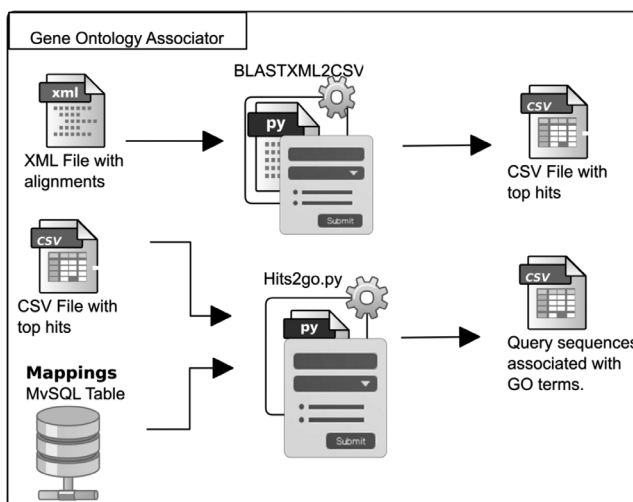 Gene Ontology Associator
BLASTXML2CSV
xml
py
CSV
XML File with
alignments
Submit
CSV File with
top hits
CSV
CSV File with
top hits
Hits2go.py
py
Submit
CSV
Query sequences
associated with
GO terms.
Mappings
MvSQL Table